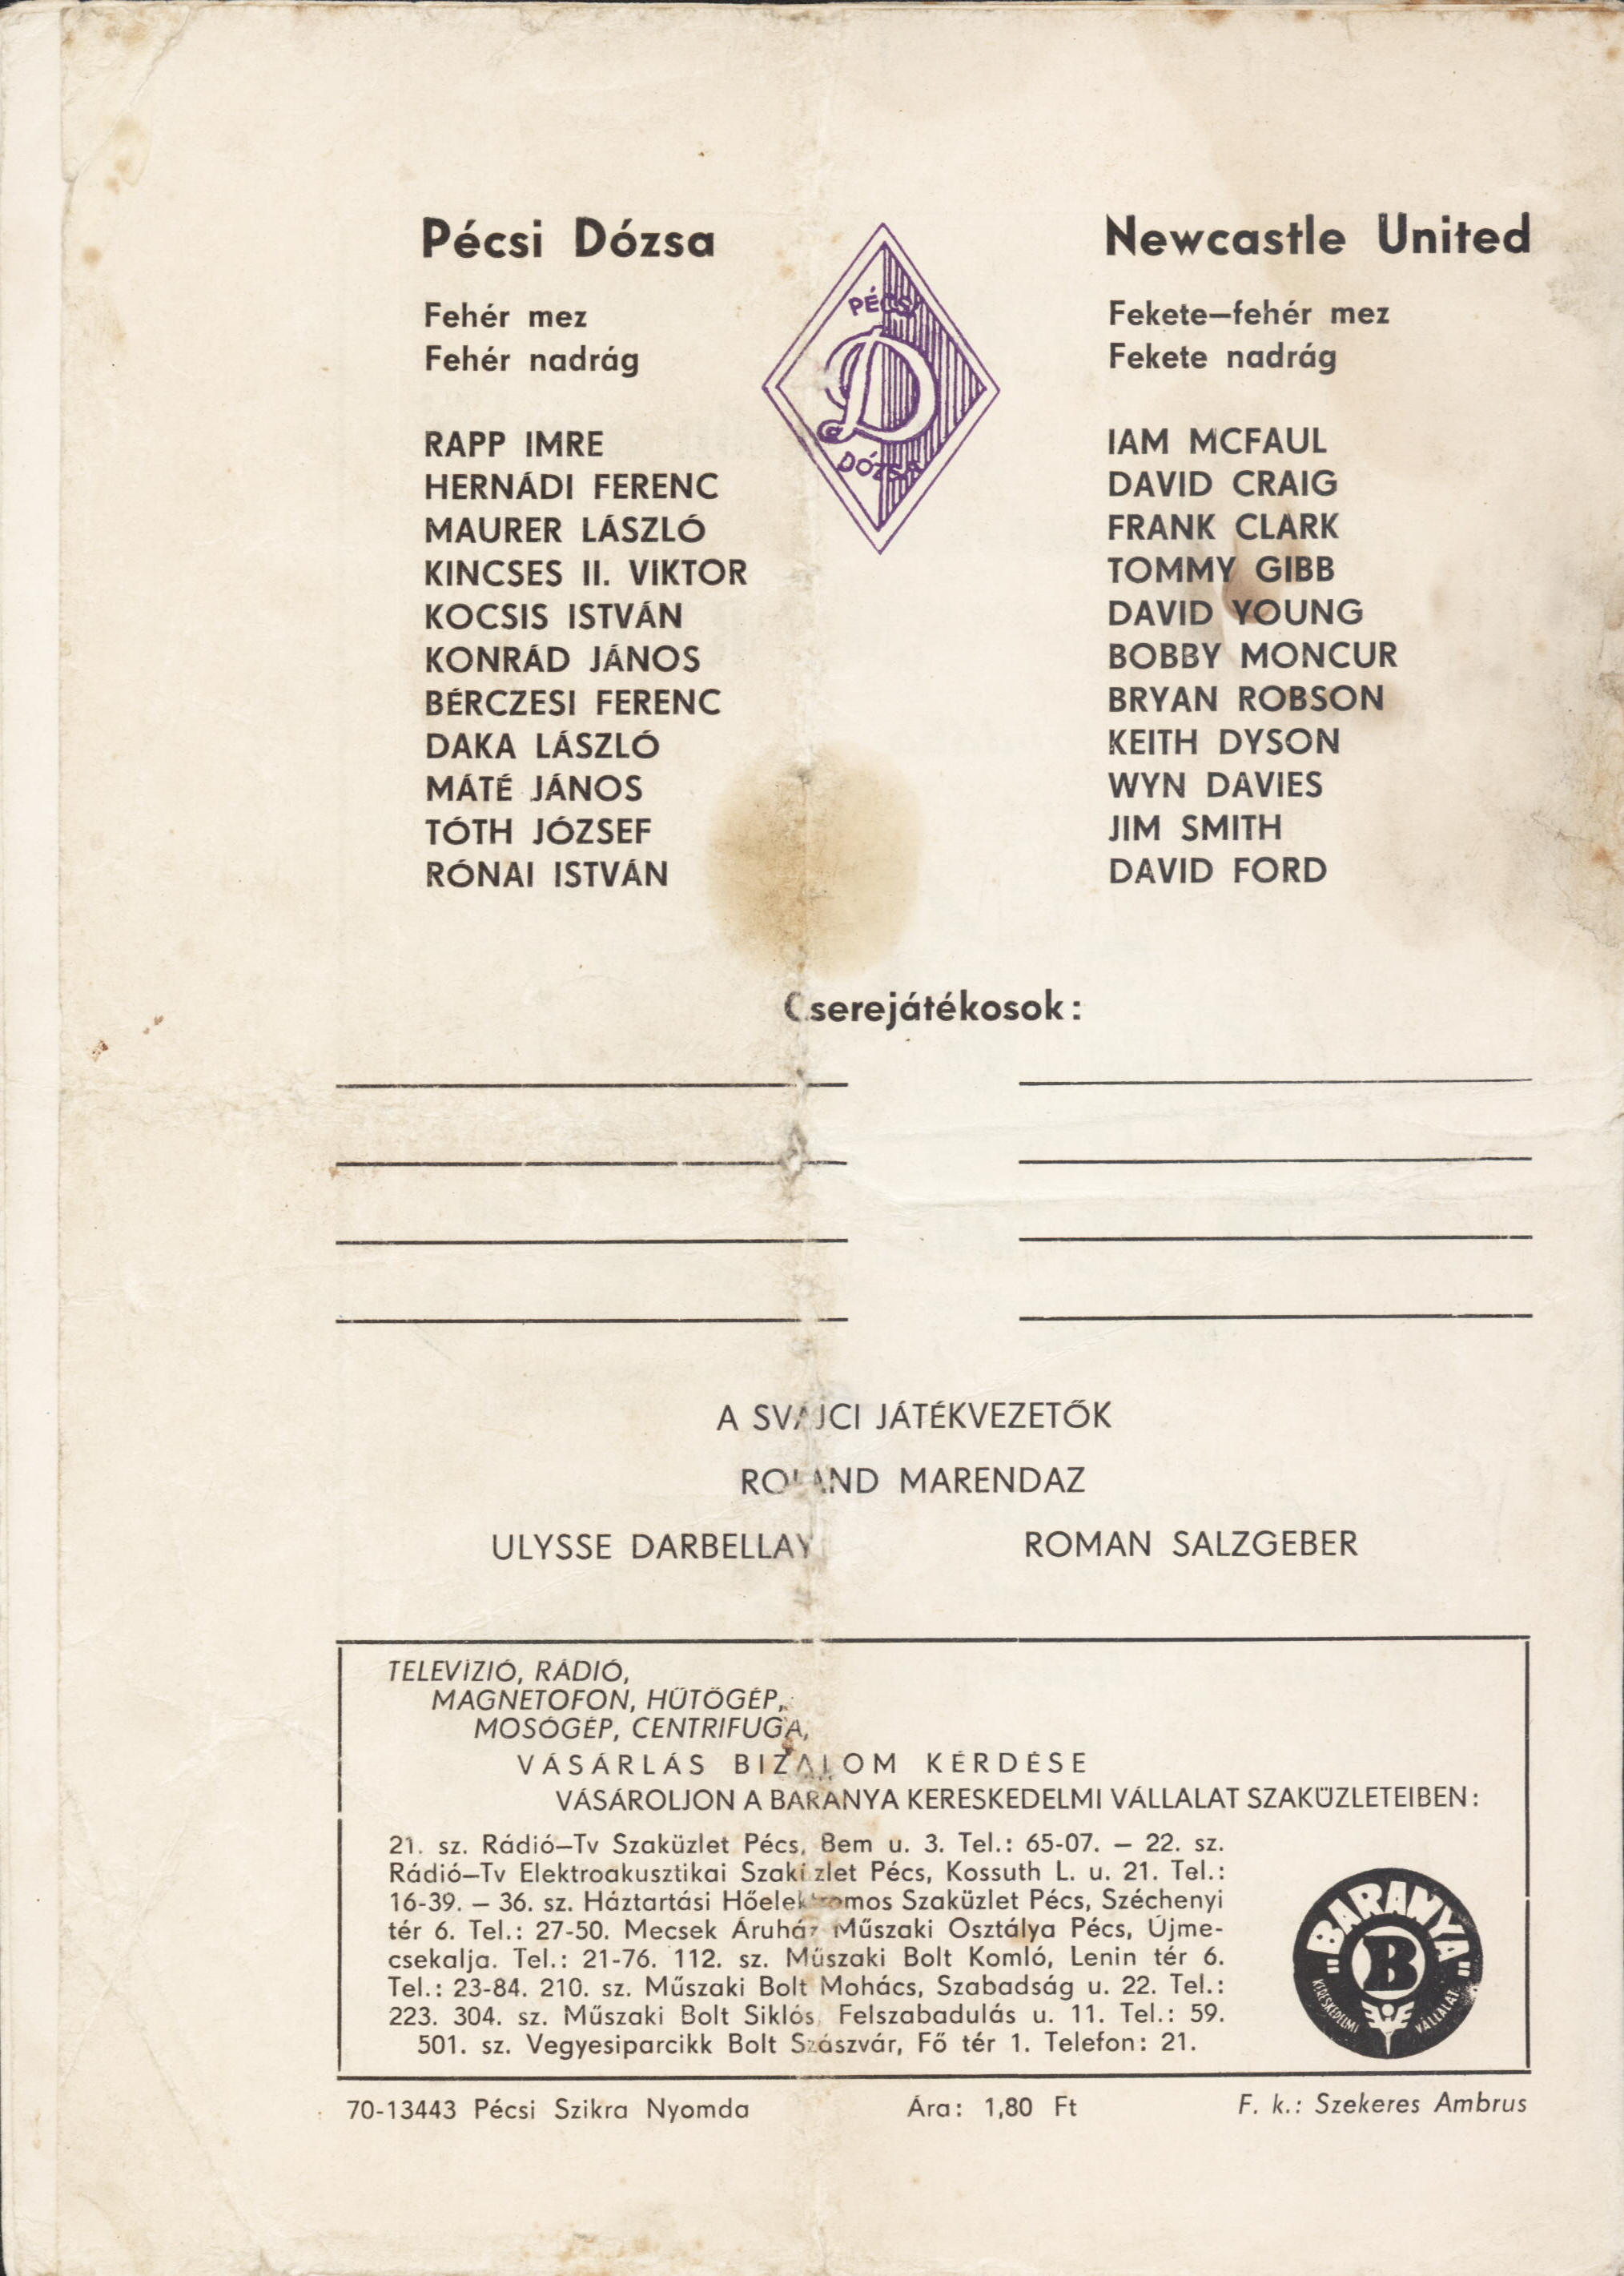 Pécsi Dózsa
Fehér mez
Fehér nadrág
RAPP IMRE
HERNÁDI FERENC
MAURER LÁSZLÓ
KINCSES II. VIKTOR
KOCSIS ISTVÁN
KONRÁD JÁNOS
BÉRCZESI FERENC
DAKA LÁSZLÓ
MÁTÉ JÁNOS
TÓTH JÓZSEF
RÓNAI ISTVÁN
PÉCSI
D
DÓZSA
Newcastle United
Fekete–fehér mez
Fekete nadrág
IAM MCFAUL
DAVID CRAIG
FRANK CLARK
TOMMY GIBB
DAVID YOUNG
BOBBY MONCUR
BRYAN ROBSON
KEITH DYSON
WYN DAVIES
JIM SMITH
DAVID FORD
Cserejátékosok:
A SVÁJCI JÁTÉKVEZETŐK
ROLAND MARENDAZ
ULYSSE DARBELLAY ROMAN SALZGEBER
TELEVÍZIÓ, RÁDIÓ,
MAGNETOFON, HŰTŐGÉP,
MOSÓGÉP, CENTRIFUGA,
VÁSÁRLÁS BIZALOM KÉRDÉSE
VÁSÁROLJON A BARANYA KERESKEDELMI VÁLLALAT SZAKÜZLETEIBEN:
21. sz. Rádió–Tv Szaküzlet Pécs, Bem u. 3. Tel.: 65-07. – 22. sz.
Rádió–Tv Elektroakusztikai Szaküzlet Pécs, Kossuth L. u. 21. Tel.:
16-39. – 36. sz. Háztartási Hőelektromos Szaküzlet Pécs, Széchenyi
tér 6. Tel.: 27-50. Mecsek Áruház Műszaki Osztálya Pécs, Újme-
csekalja. Tel.: 21-76. 112. sz. Műszaki Bolt Komló, Lenin tér 6.
Tel.: 23-84. 210. sz. Műszaki Bolt Mohács, Szabadság u. 22. Tel.:
223. 304. sz. Műszaki Bolt Siklós, Felszabadulás u. 11. Tel.: 59.
501. sz. Vegyesiparcikk Bolt Szászvár, Fő tér 1. Telefon: 21.
"BARANYA"
B
KERESKEDELMI VÁLLALAT
70-13443 Pécsi Szikra Nyomda Ára: 1,80 Ft F. k.: Szekeres Ambrus